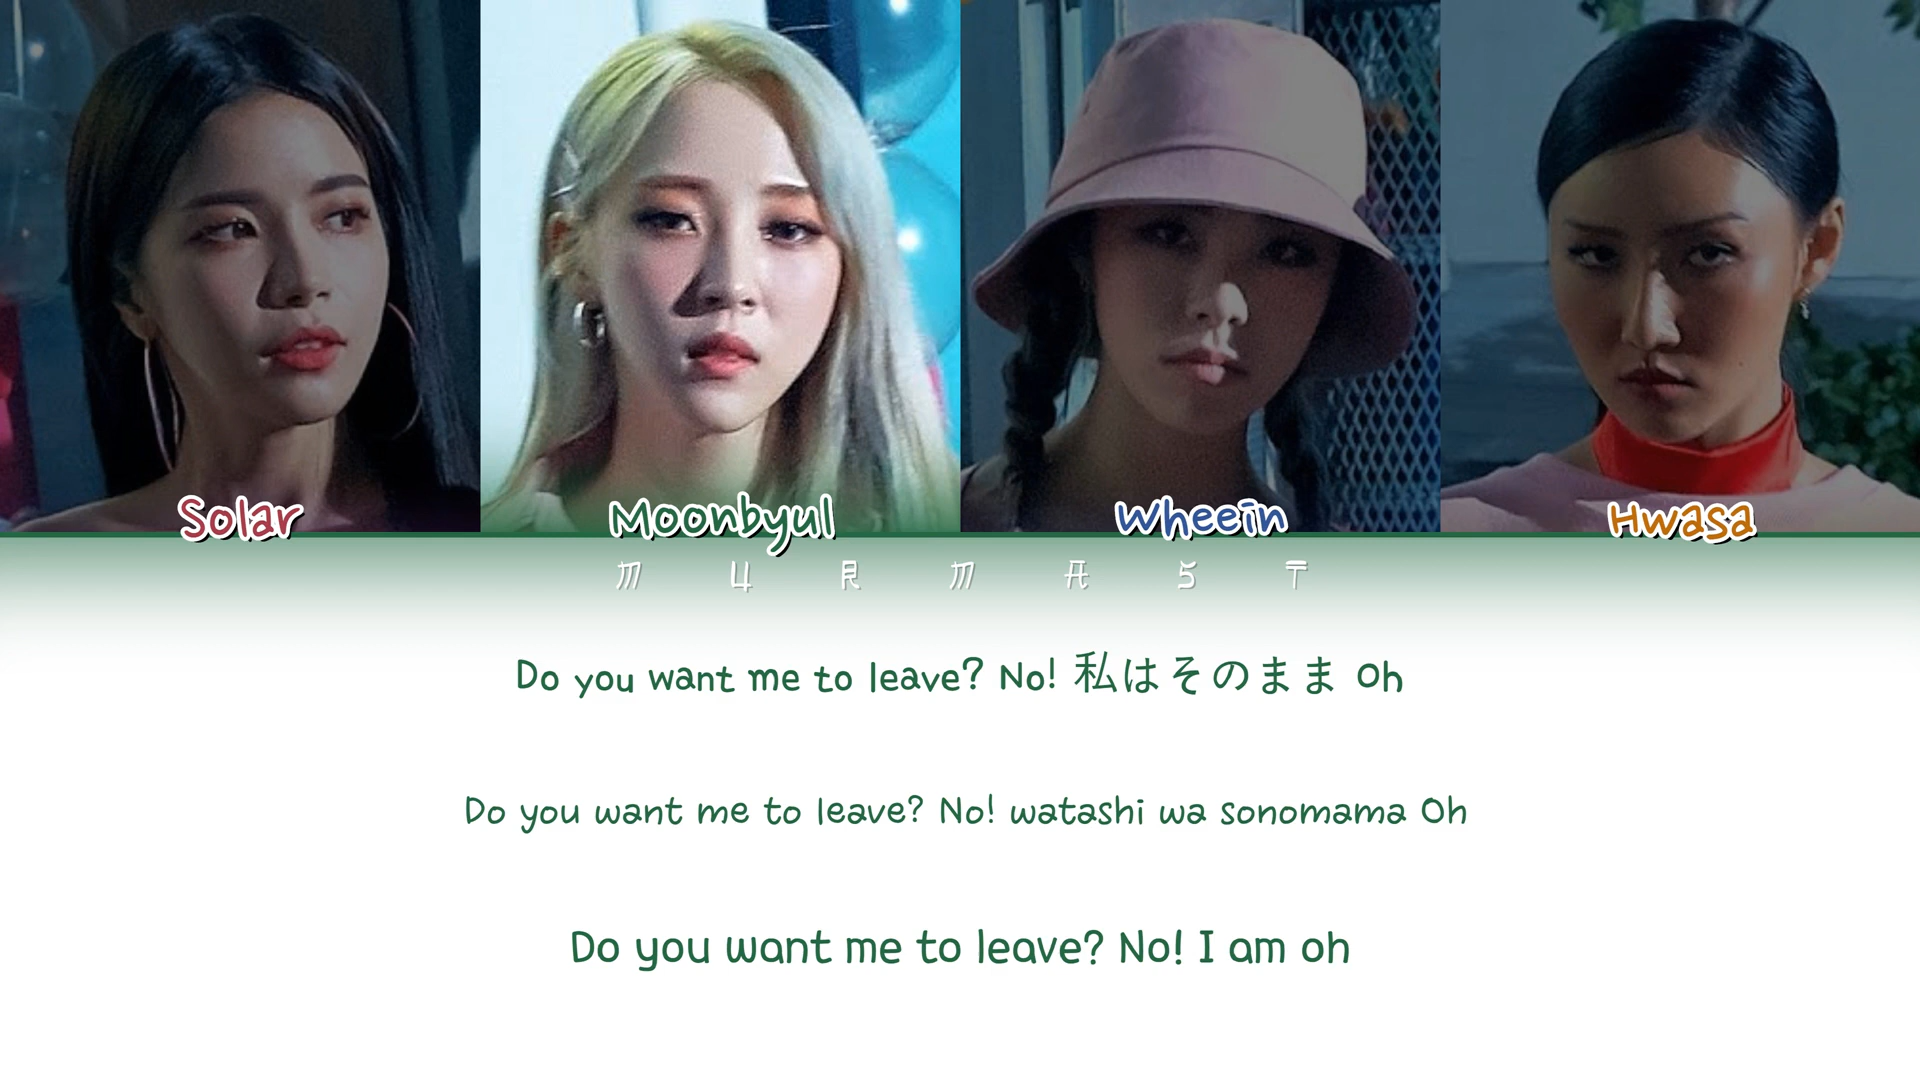 Solar Moonbyul Wheein Hwasa
M U R M A S T
Do you want me to leave? No! 私はそのまま Oh
Do you want me to leave? No! watashi wa sonomama Oh
Do you want me to leave? No! I am oh